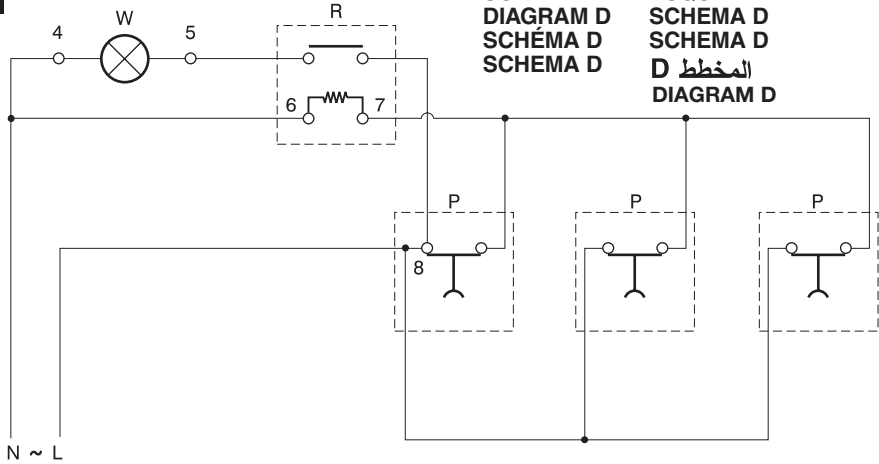 DIAGRAM D
SCHÉMA D
SCHEMA D
SCHEMA D
SCHEMA D
المخطط D
DIAGRAM D
4
W
5
R
6
7
P
P
P
8
N ~ L